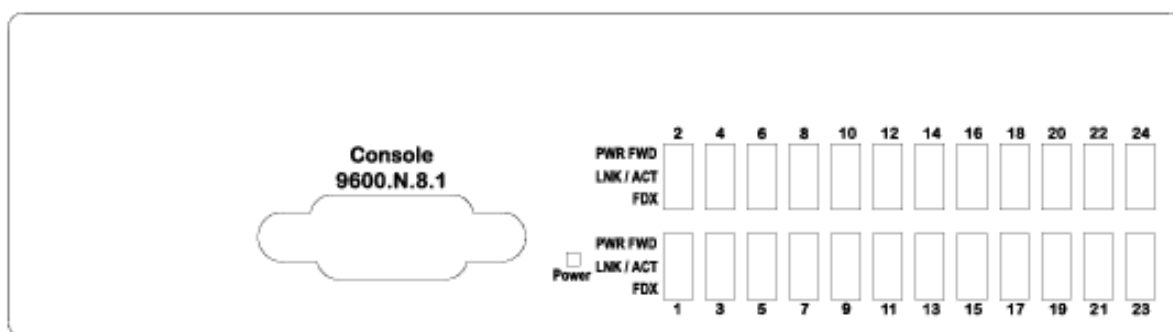 Console
9600.N.8.1
2 4 6 8 10 12 14 16 18 20 22 24
PWR FWD
LNK / ACT
FDX
Power
PWR FWD
LNK / ACT
FDX
1 3 5 7 9 11 13 15 17 19 21 23